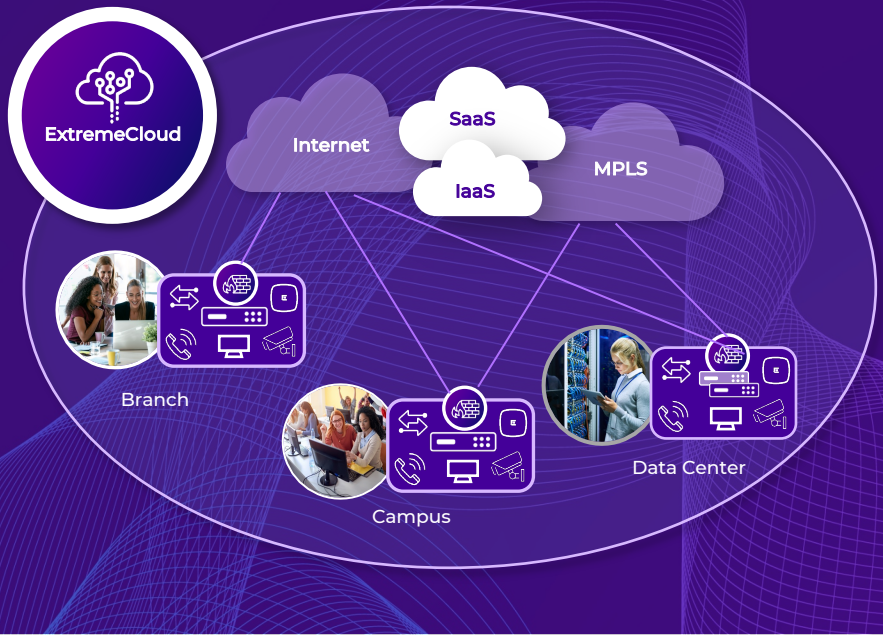 ExtremeCloud
Internet
SaaS
IaaS
MPLS
Branch
Campus
Data Center